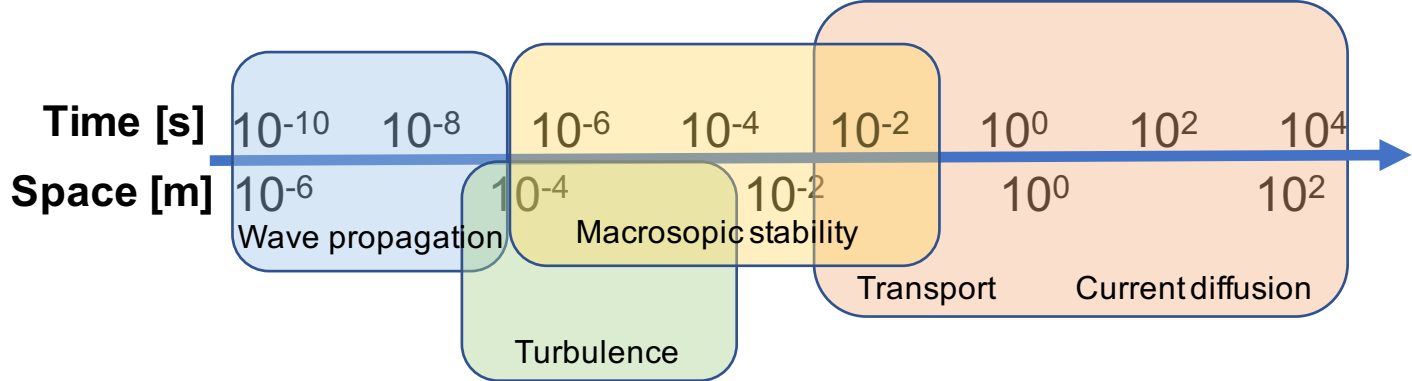 Time [s] 10⁻¹⁰ 10⁻⁸ 10⁻⁶ 10⁻⁴ 10⁻² 10⁰ 10² 10⁴
Space [m] 10⁻⁶ 10⁻⁴ 10⁻² 10⁰ 10²
Wave propagation Macrosopic stability
Transport Current diffusion
Turbulence